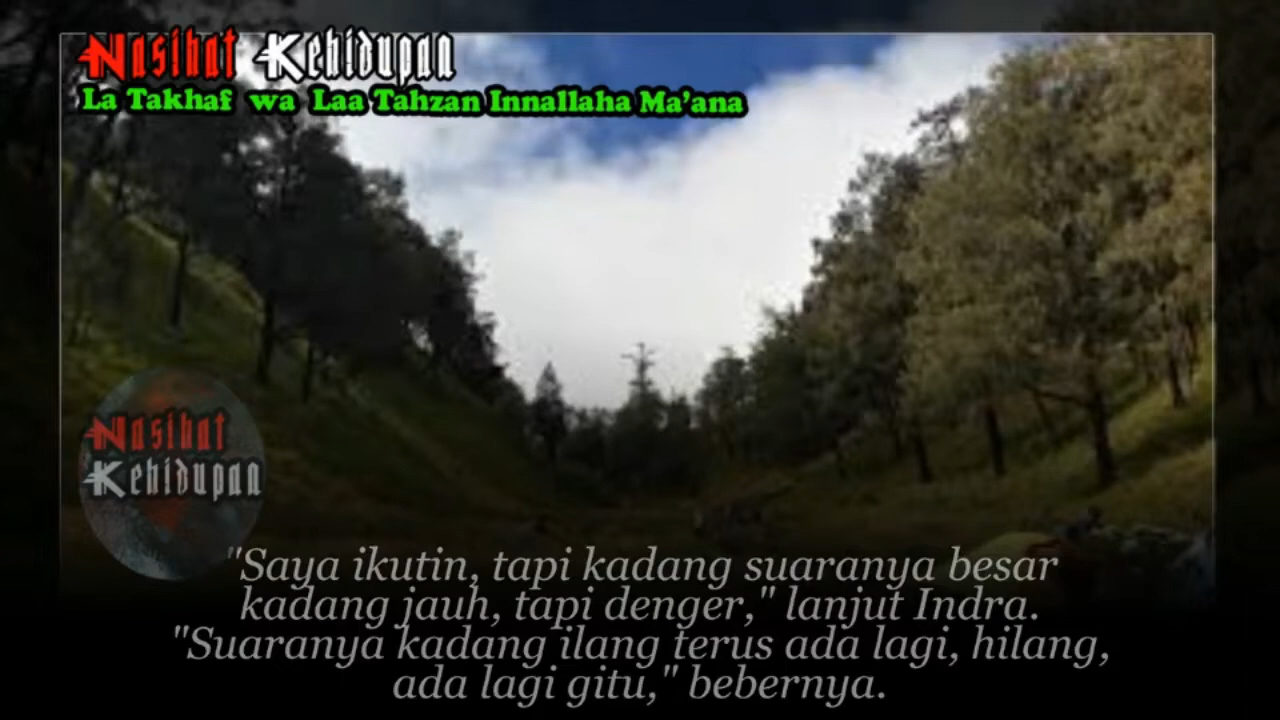 Nasihat Kehidupan
La Takhaf wa Laa Tahzan Innallaha Ma'ana
Nasihat
Kehidupan
"Saya ikutin, tapi kadang suaranya besar
kadang jauh, tapi denger," lanjut Indra.
"Suaranya kadang ilang terus ada lagi, hilang,
ada lagi gitu," bebernya.